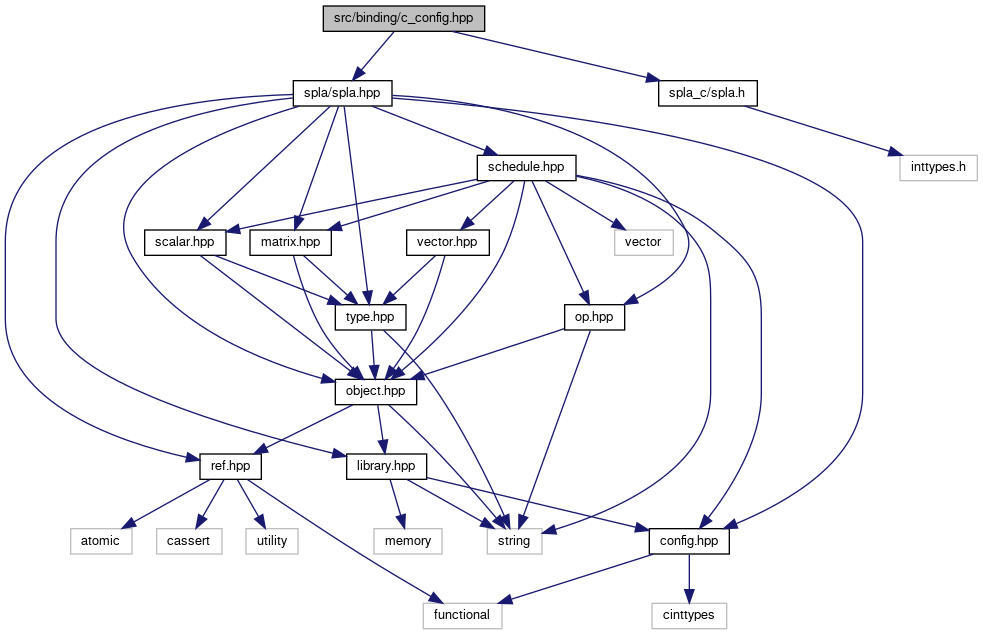 src/binding/c_config.hpp
spla/spla.hpp
spla_c/spla.h
schedule.hpp
inttypes.h
scalar.hpp
matrix.hpp
vector.hpp
vector
type.hpp
op.hpp
object.hpp
ref.hpp
library.hpp
atomic
cassert
utility
memory
string
config.hpp
functional
cinttypes